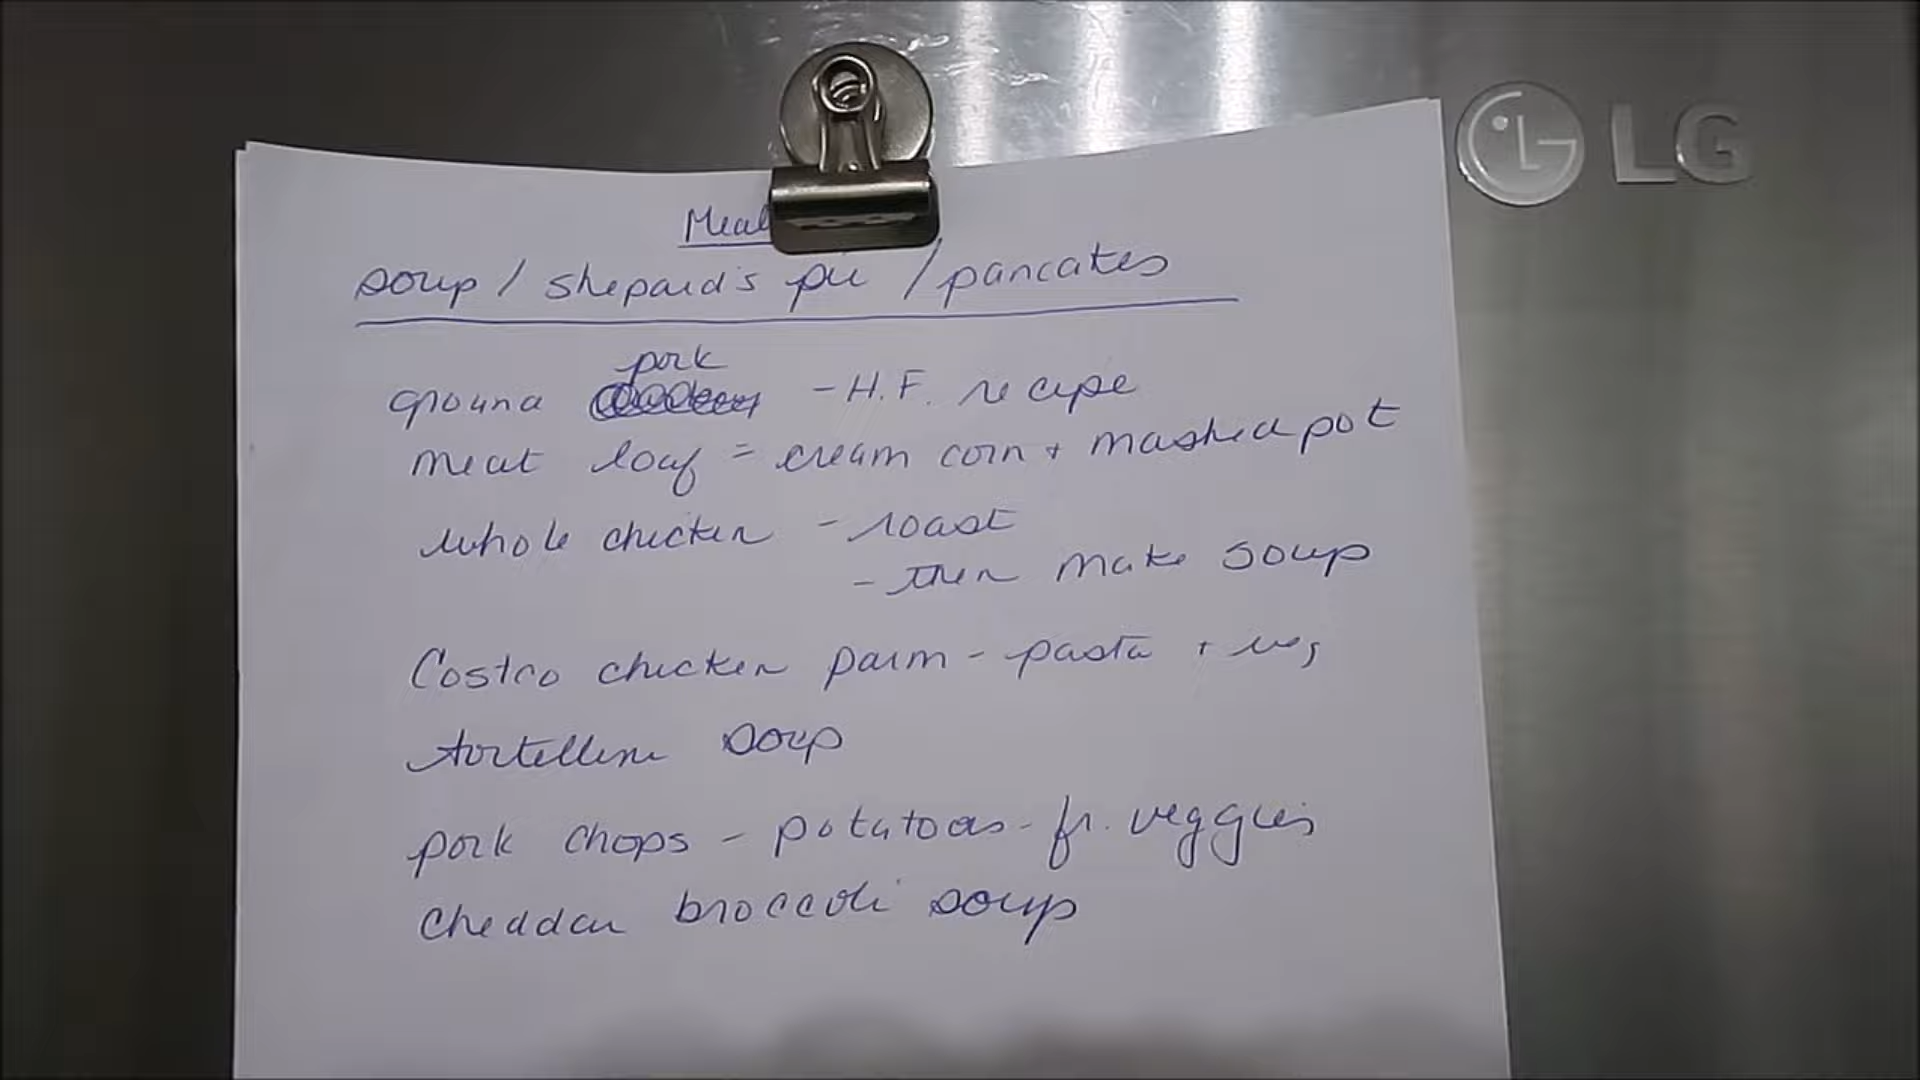 LG
Meal
soup / shepard's pie / pancakes
pork
ground - H.F. recipe
meat loaf = cream corn + mashed pot
whole chicken - roast
- then make soup
Costco chicken parm - pasta + veg
tortelline soup
pork chops - potatoes - fr. veggies
cheddar broccoli soup